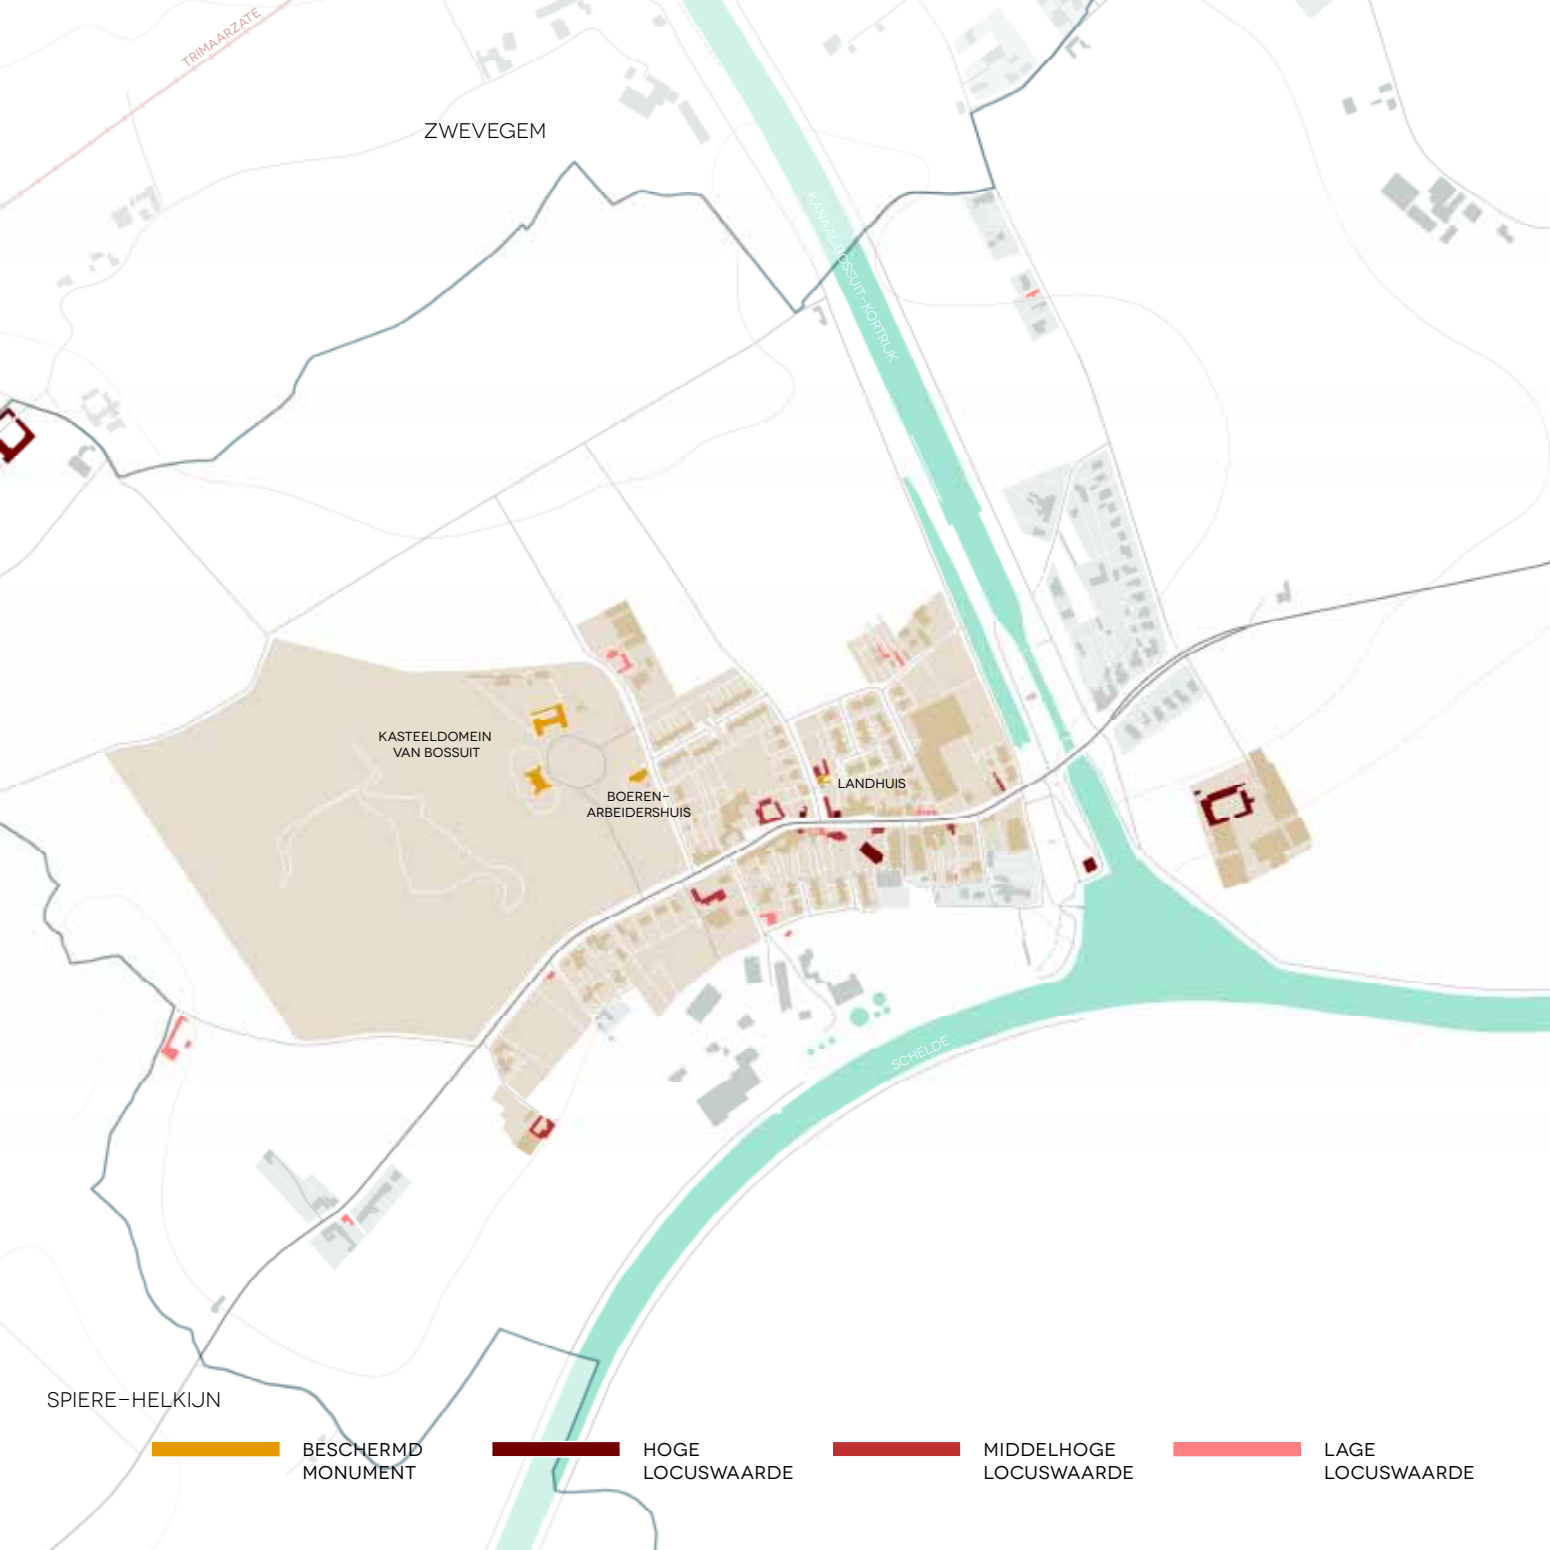 TRIMAARZATE
ZWEVEGEM
KANAAL BOSSUIT-KORTRIJK
KASTEELDOMEIN
VAN BOSSUIT
BOEREN-
ARBEIDERSHUIS
LANDHUIS
SCHELDE
SPIERE-HELKIJN
BESCHERMD
MONUMENT
HOGE
LOCUSWAARDE
MIDDELHOGE
LOCUSWAARDE
LAGE
LOCUSWAARDE